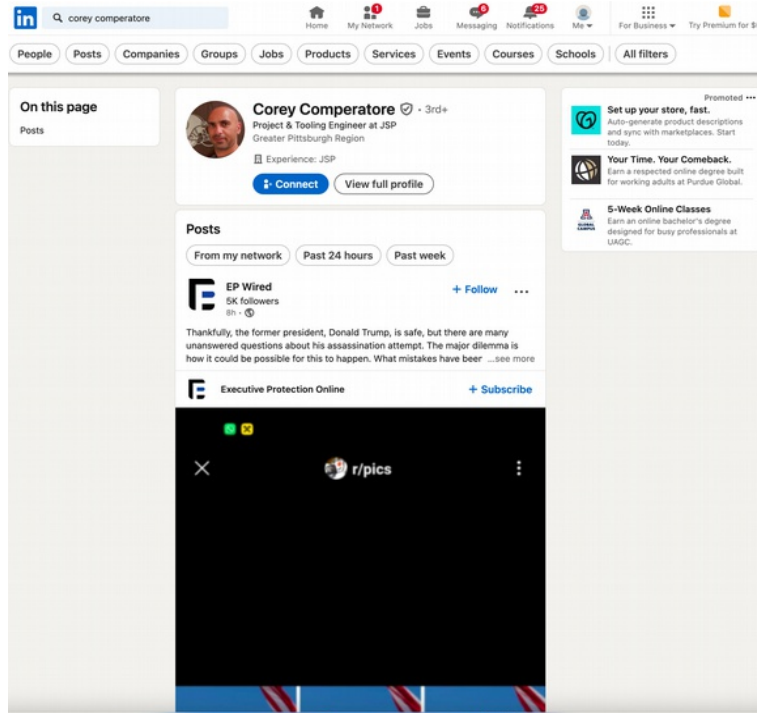 in
corey comperatore
1
6
25
Home
My Network
Jobs
Messaging
Notifications
Me
For Business
Try Premium for
People
Posts
Companies
Groups
Jobs
Products
Services
Events
Courses
Schools
All filters
On this page
Posts
Corey Comperatore · 3rd+
Project & Tooling Engineer at JSP
Greater Pittsburgh Region
Experience: JSP
Connect
View full profile
Posts
From my network
Past 24 hours
Past week
EP Wired
5K followers
8h •
+ Follow ...
Thankfully, the former president, Donald Trump, is safe, but there are many
unanswered questions about his assassination attempt. The major dilemma is
how it could be possible for this to happen. What mistakes have beer ...see more
Executive Protection Online
+ Subscribe
r/pics
Promoted •••
Set up your store, fast.
Auto-generate product descriptions
and sync with marketplaces. Start
today.
Your Time. Your Comeback.
Earn a respected online degree built
for working adults at Purdue Global.
5-Week Online Classes
Earn an online bachelor's degree
designed for busy professionals at
UAGC.